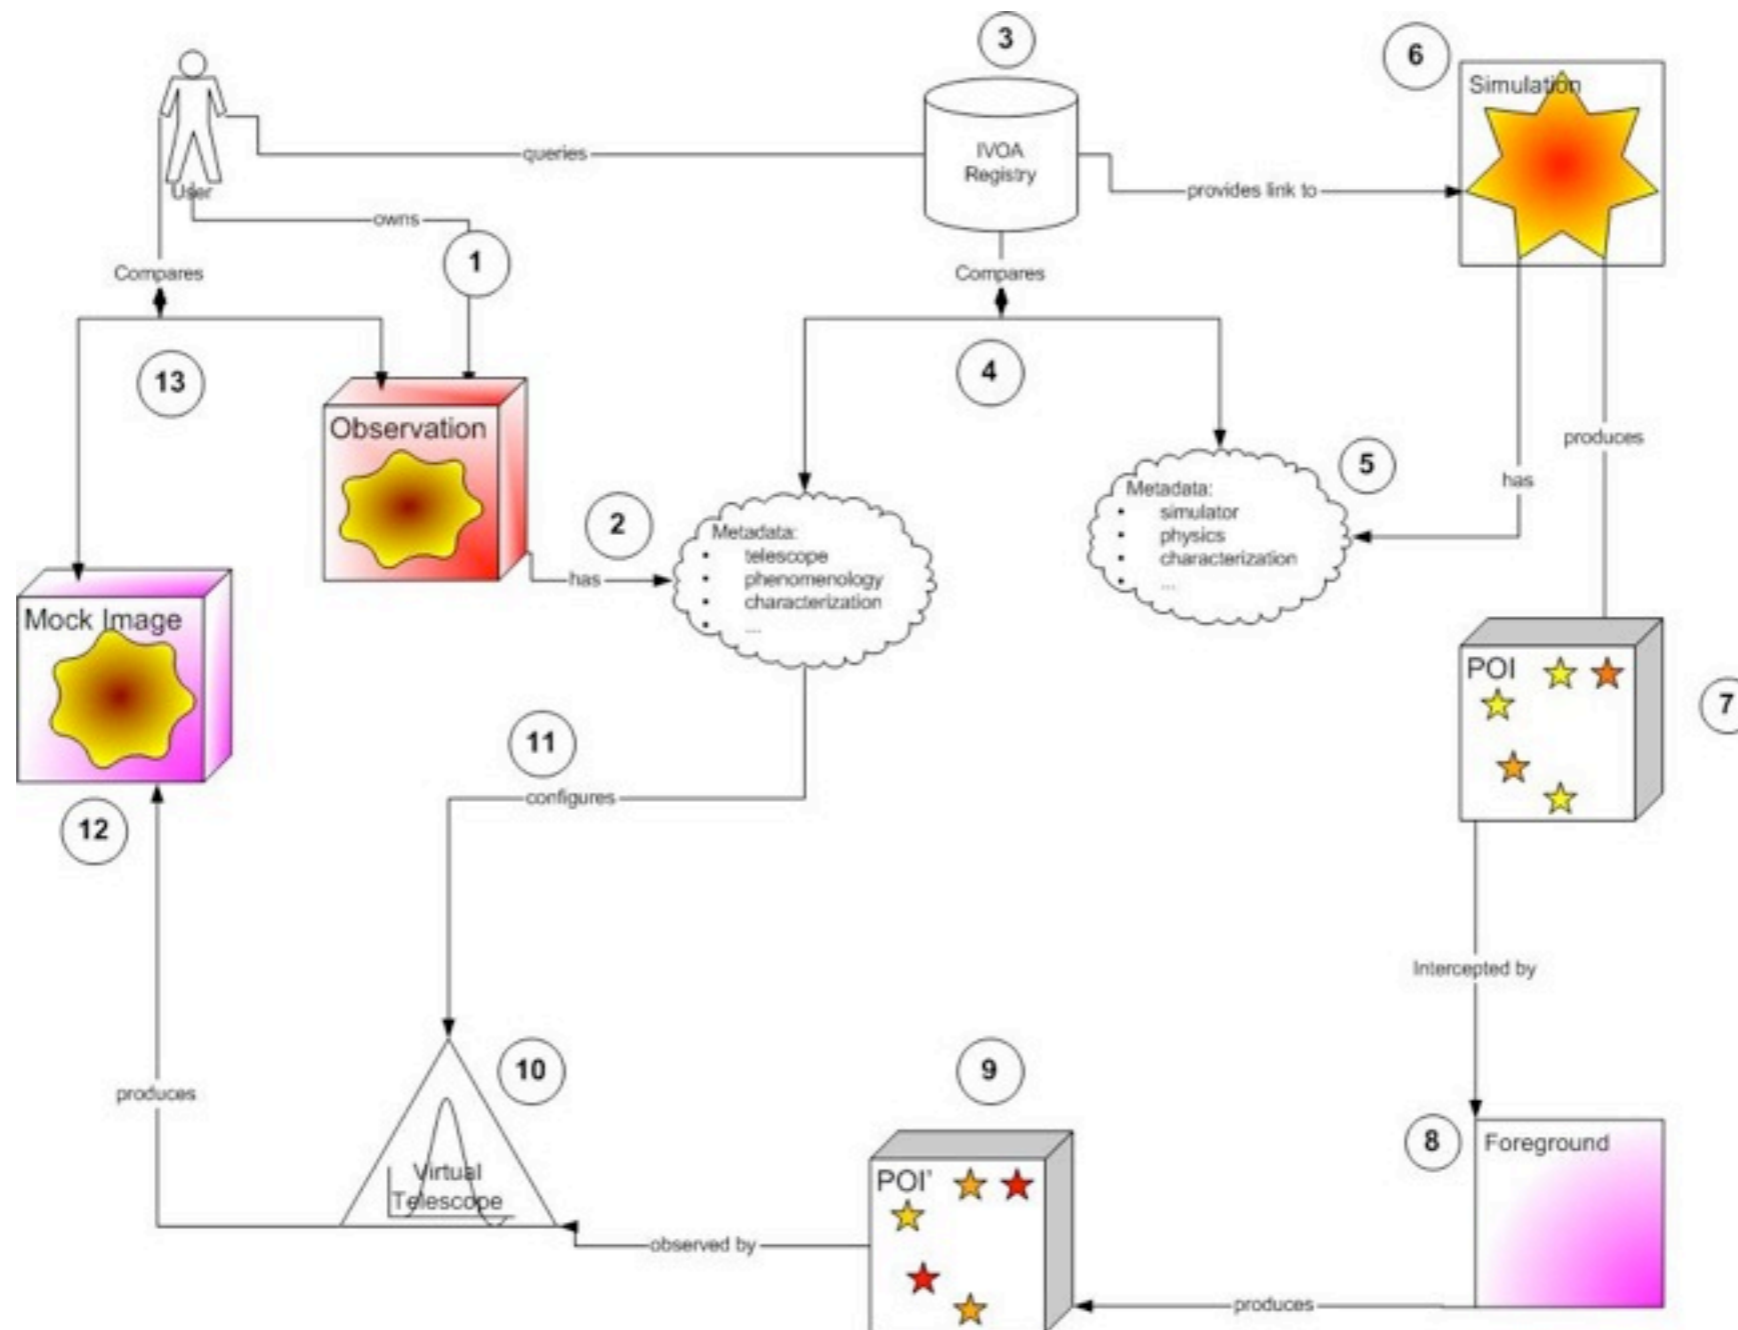 3
6
Simulation
IVOA
Registry
queries
provides link to
User
owns
1
Compares
Compares
13
4
Observation
produces
5
has
Metadata:
• simulator
• physics
• characterization
• ...
2
Metadata:
• telescope
• phenomenology
• characterization
• ....
has
Mock Image
POI
7
11
configures
12
Intercepted by
10
9
produces
8
Foreground
Virtual
Telescope
POI'
observed by
produces